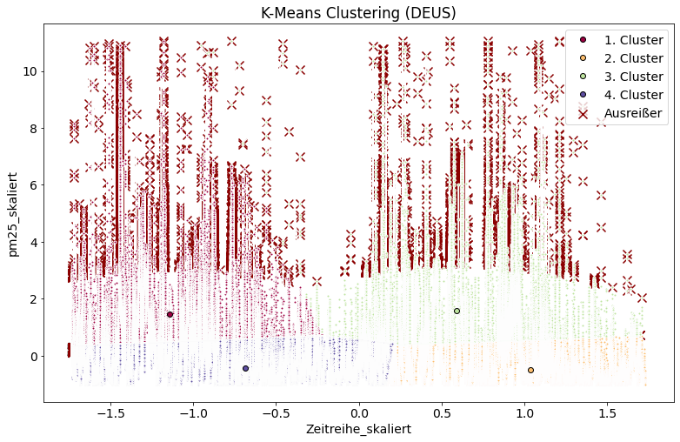 K-Means Clustering (DEUS)
1. Cluster
2. Cluster
3. Cluster
4. Cluster
Ausreißer
pm25_skaliert
10
8
6
4
2
0
−1.5
−1.0
−0.5
0.0
0.5
1.0
1.5
Zeitreihe_skaliert